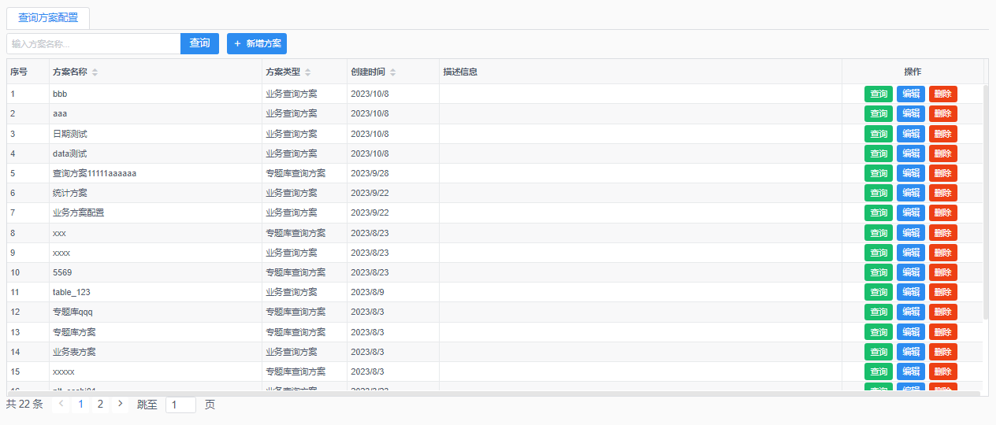 查询方案配置
输入方案名称... 查询 + 新增方案
序号 方案名称 方案类型 创建时间 描述信息 操作
1 bbb 业务查询方案 2023/10/8 查询 编辑 删除
2 aaa 业务查询方案 2023/10/8 查询 编辑 删除
3 日期测试 业务查询方案 2023/10/8 查询 编辑 删除
4 data测试 业务查询方案 2023/10/8 查询 编辑 删除
5 查询方案11111aaaaaa 专题库查询方案 2023/9/28 查询 编辑 删除
6 统计方案 业务查询方案 2023/9/22 查询 编辑 删除
7 业务方案配置 业务查询方案 2023/9/22 查询 编辑 删除
8 xxx 专题库查询方案 2023/8/23 查询 编辑 删除
9 xxxx 业务查询方案 2023/8/23 查询 编辑 删除
10 5569 专题库查询方案 2023/8/23 查询 编辑 删除
11 table_123 业务查询方案 2023/8/9 查询 编辑 删除
12 专题库qqq 专题库查询方案 2023/8/3 查询 编辑 删除
13 专题库方案 专题库查询方案 2023/8/3 查询 编辑 删除
14 业务表方案 业务查询方案 2023/8/3 查询 编辑 删除
15 xxxxx 专题库查询方案 2023/8/3 查询 编辑 删除
16 业务查询方案 查询 编辑 删除
共 22 条 < 1 2 > 跳至 1 页